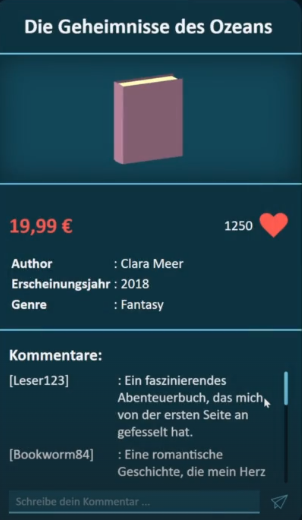 Die Geheimnisse des Ozeans
19,99 €
1250
Author : Clara Meer
Erscheinungsjahr : 2018
Genre : Fantasy
Kommentare:
[Leser123] : Ein faszinierendes
Abenteuerbuch, das mich
von der ersten Seite an
gefesselt hat.
[Bookworm84] : Eine romantische
Geschichte, die mein Herz
Schreibe dein Kommentar ...